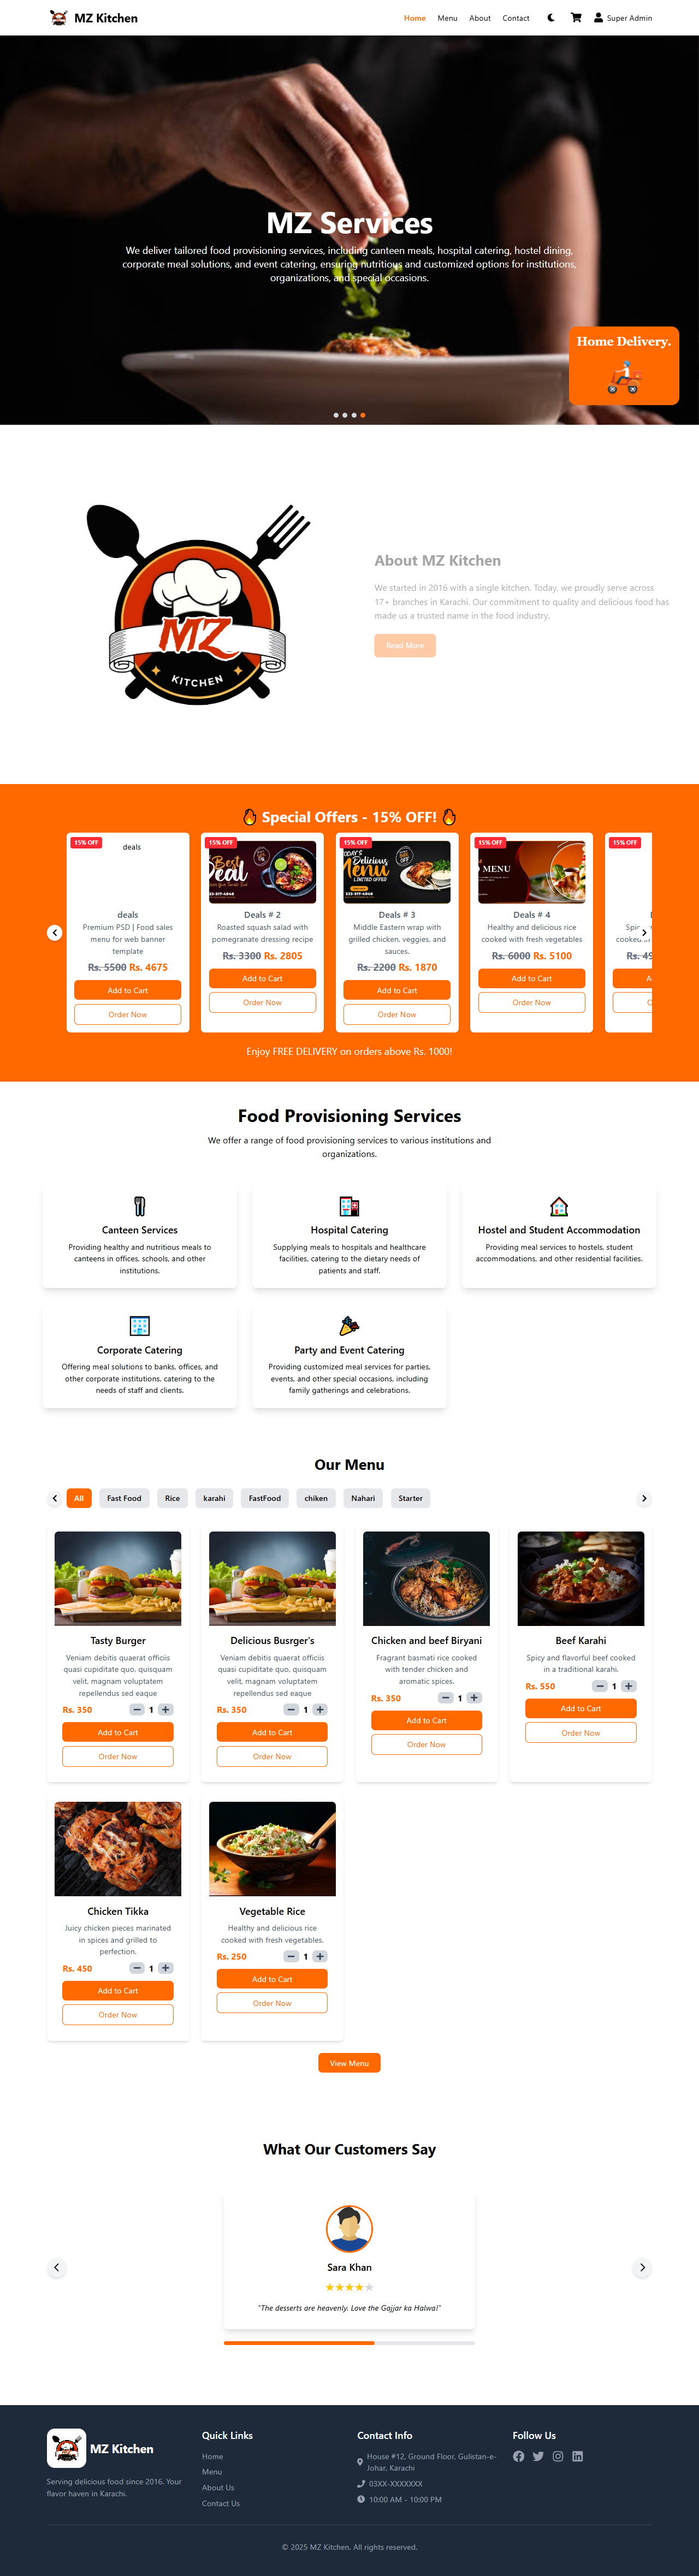 MZ Kitchen
Home Menu About Contact Super Admin
MZ Services
We deliver tailored food provisioning services, including canteen meals, hospital catering, hostel dining,
corporate meal solutions, and event catering, ensuring nutritious and customized options for institutions,
organizations, and special occasions.
Home Delivery.
MZ
KITCHEN
About MZ Kitchen
We started in 2016 with a single kitchen. Today, we proudly serve across
17+ branches in Karachi. Our commitment to quality and delicious food has
made us a trusted name in the food industry.
Read More
Special Offers - 15% OFF!
15% OFF
deals
deals
Premium PSD | Food sales
menu for web banner
template
Rs. 5500 Rs. 4675
Add to Cart
Order Now
15% OFF
Best
Deal
Deals # 2
Roasted squash salad with
pomegranate dressing recipe
Rs. 3300 Rs. 2805
Add to Cart
Order Now
15% OFF
Delicious
Menu
LIMITED OFFER
Deals # 3
Middle Eastern wrap with
grilled chicken, veggies, and
sauces.
Rs. 2200 Rs. 1870
Add to Cart
Order Now
15% OFF
MENU
Deals # 4
Healthy and delicious rice
cooked with fresh vegetables
Rs. 6000 Rs. 5100
Add to Cart
Order Now
15% OFF
Enjoy FREE DELIVERY on orders above Rs. 1000!
Food Provisioning Services
We offer a range of food provisioning services to various institutions and
organizations.
Canteen Services
Providing healthy and nutritious meals to
canteens in offices, schools, and other
institutions.
Hospital Catering
Supplying meals to hospitals and healthcare
facilities, catering to the dietary needs of
patients and staff.
Hostel and Student Accommodation
Providing meal services to hostels, student
accommodations, and other residential facilities.
Corporate Catering
Offering meal solutions to banks, offices, and
other corporate institutions, catering to the
needs of staff and clients.
Party and Event Catering
Providing customized meal services for parties,
events, and other special occasions, including
family gatherings and celebrations.
Our Menu
All Fast Food Rice karahi FastFood chiken Nahari Starter
Tasty Burger
Veniam debitis quaerat officiis
quasi cupiditate quo, quisquam
velit, magnam voluptatem
repellendus sed eaque
Rs. 350 − 1 +
Add to Cart
Order Now
Delicious Busrger's
Veniam debitis quaerat officiis
quasi cupiditate quo, quisquam
velit, magnam voluptatem
repellendus sed eaque
Rs. 350 − 1 +
Add to Cart
Order Now
Chicken and beef Biryani
Fragrant basmati rice cooked
with tender chicken and
aromatic spices.
Rs. 350 − 1 +
Add to Cart
Order Now
Beef Karahi
Spicy and flavorful beef cooked
in a traditional karahi.
Rs. 550 − 1 +
Add to Cart
Order Now
Chicken Tikka
Juicy chicken pieces marinated
in spices and grilled to
perfection.
Rs. 450 − 1 +
Add to Cart
Order Now
Vegetable Rice
Healthy and delicious rice
cooked with fresh vegetables.
Rs. 250 − 1 +
Add to Cart
Order Now
View Menu
What Our Customers Say
Sara Khan
"The desserts are heavenly. Love the Gajjar ka Halwa!"
MZ Kitchen
Serving delicious food since 2016. Your
flavor haven in Karachi.
Quick Links
Home
Menu
About Us
Contact Us
Contact Info
House #12, Ground Floor, Gulistan-e-
Johar, Karachi
03XX-XXXXXXX
10:00 AM - 10:00 PM
Follow Us
© 2025 MZ Kitchen. All rights reserved.